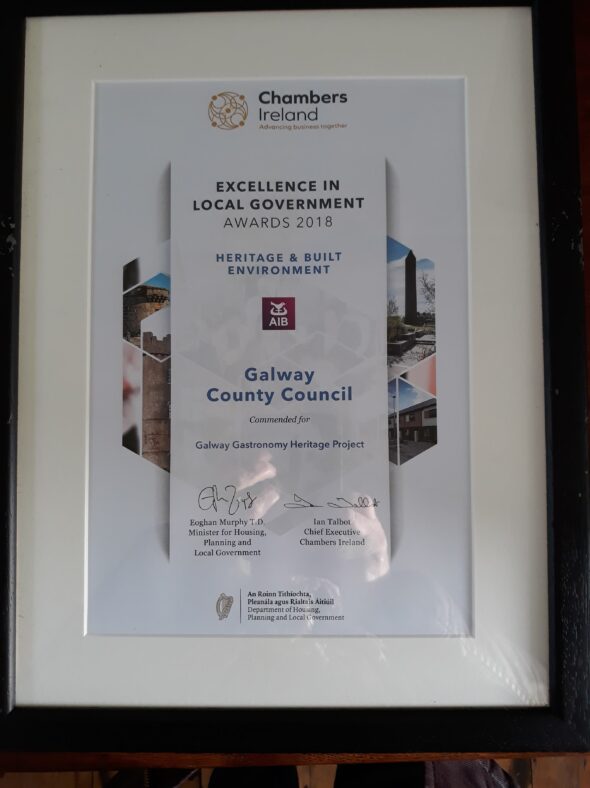 Chambers
Ireland
Advancing business together
EXCELLENCE IN
LOCAL GOVERNMENT
AWARDS 2018
HERITAGE & BUILT
ENVIRONMENT
AIB
Galway
County Council
Commended for
Galway Gastronomy Heritage Project
Eoghan Murphy T.D.
Minister for Housing,
Planning and
Local Government
Ian Talbot
Chief Executive
Chambers Ireland
An Roinn Tithíochta,
Pleanála agus Rialtais Áitiúil
Department of Housing,
Planning and Local Government